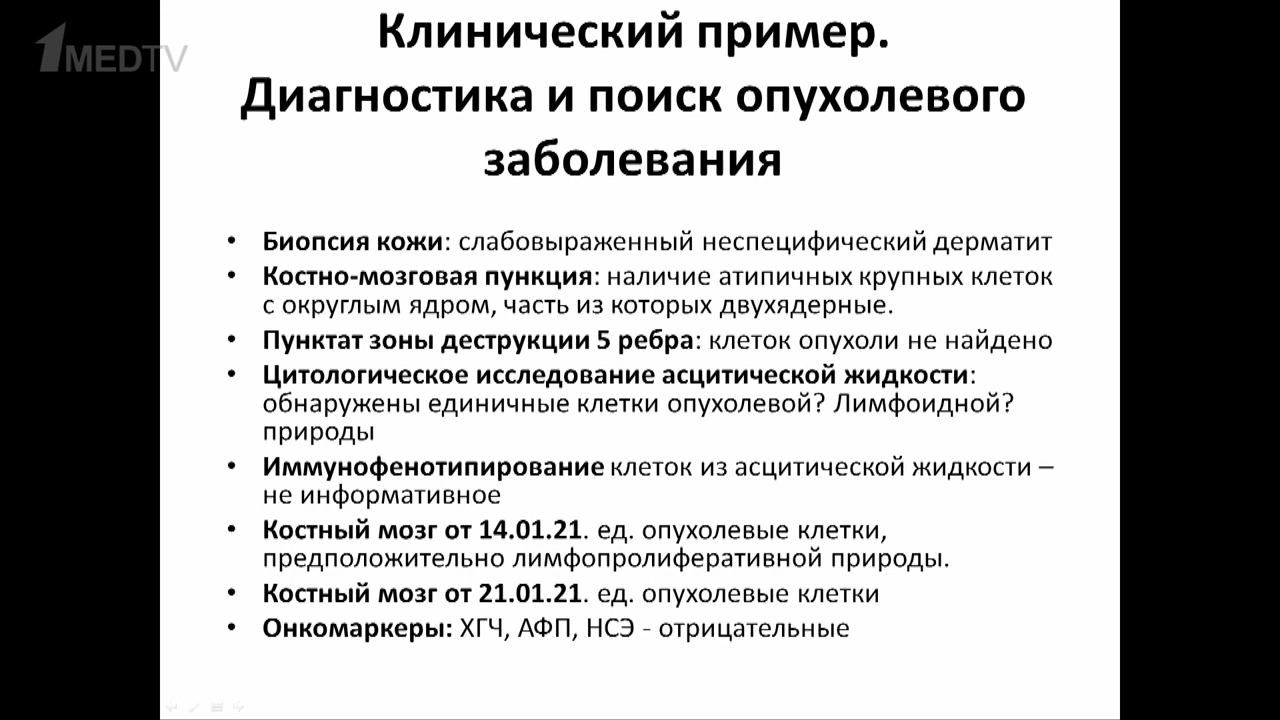 1MEDTV
Клинический пример.
Диагностика и поиск опухолевого
заболевания
• Биопсия кожи: слабовыраженный неспецифический дерматит
• Костно-мозговая пункция: наличие атипичных крупных клеток
с округлым ядром, часть из которых двухядерные.
• Пунктат зоны деструкции 5 ребра: клеток опухоли не найдено
• Цитологическое исследование асцитической жидкости:
обнаружены единичные клетки опухолевой? Лимфоидной?
природы
• Иммунофенотипирование клеток из асцитической жидкости –
не информативное
• Костный мозг от 14.01.21. ед. опухолевые клетки,
предположительно лимфопролиферативной природы.
• Костный мозг от 21.01.21. ед. опухолевые клетки
• Онкомаркеры: ХГЧ, АФП, НСЭ - отрицательные